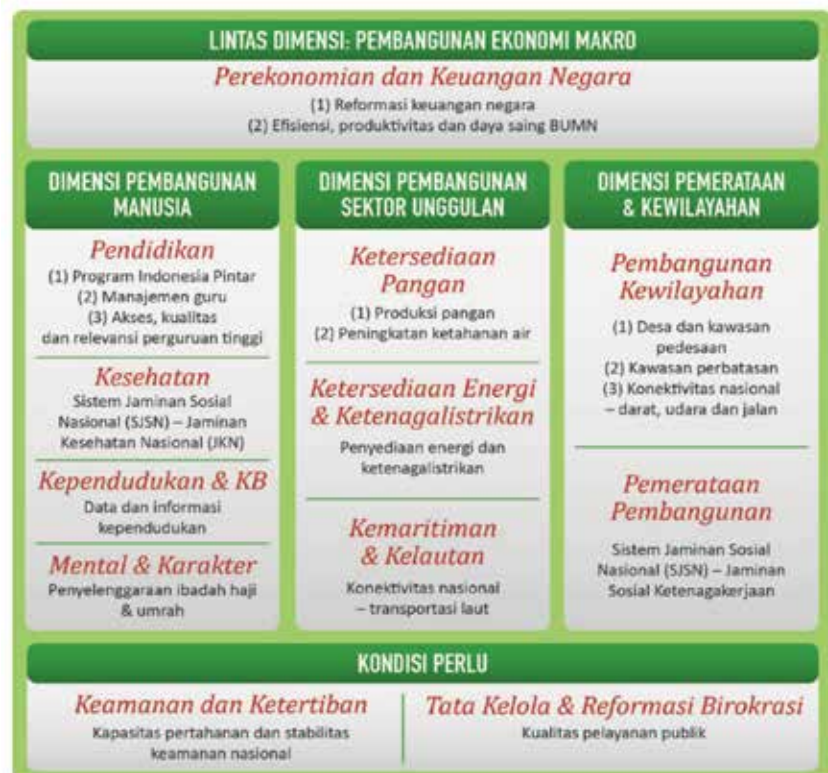 LINTAS DIMENSI: PEMBANGUNAN EKONOMI MAKRO
Perekonomian dan Keuangan Negara
(1) Reformasi keuangan negara
(2) Efisiensi, produktivitas dan daya saing BUMN
DIMENSI PEMBANGUNAN
MANUSIA
Pendidikan
(1) Program Indonesia Pintar
(2) Manajemen guru
(3) Akses, kualitas
dan relevansi perguruan tinggi
Kesehatan
Sistem Jaminan Sosial
Nasional (SJSN) – Jaminan
Kesehatan Nasional (JKN)
Kependudukan & KB
Data dan informasi
kependudukan
Mental & Karakter
Penyelenggaraan ibadah haji
& umrah
DIMENSI PEMBANGUNAN
SEKTOR UNGGULAN
Ketersediaan
Pangan
(1) Produksi pangan
(2) Peningkatan ketahanan air
Ketersediaan Energi
& Ketenagalistrikan
Penyediaan energi dan
ketenagalistrikan
Kemaritiman
& Kelautan
Konektivitas nasional
– transportasi laut
DIMENSI PEMERATAAN
& KEWILAYAHAN
Pembangunan
Kewilayahan
(1) Desa dan kawasan
pedesaan
(2) Kawasan perbatasan
(3) Konektivitas nasional
– darat, udara dan jalan
Pemerataan
Pembangunan
Sistem Jaminan Sosial
Nasional (SJSN) – Jaminan
Sosial Ketenagakerjaan
KONDISI PERLU
Keamanan dan Ketertiban
Kapasitas pertahanan dan stabilitas
keamanan nasional
Tata Kelola & Reformasi Birokrasi
Kualitas pelayanan publik